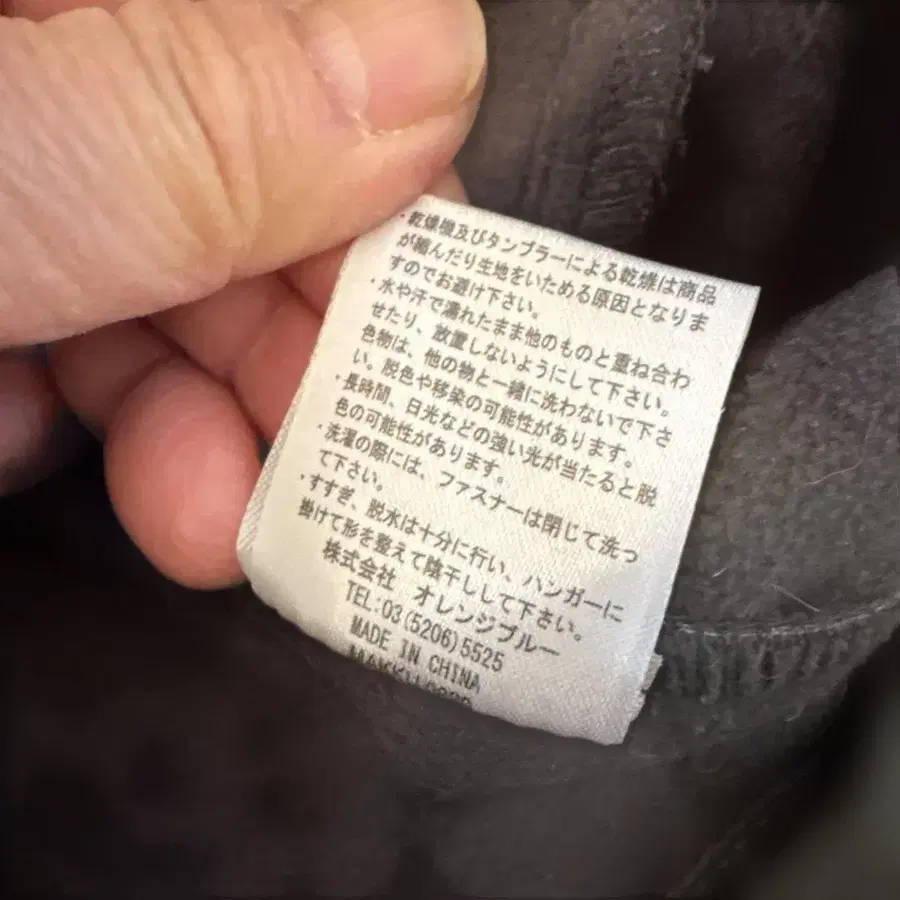 ・乾燥機及びタンブラーによる乾燥は商品
が縮んだり生地をいためる原因となりま
すのでお避け下さい。
・水や汗で濡れたまま他のものと重ね合わ
せたり、放置しないようにして下さい。
色物は、他の物と一緒に洗わないで下さ
い。脱色や移染の可能性があります。
・長時間、日光などの強い光が当たると脱
色の可能性があります。
・洗濯の際には、ファスナーは閉じて洗っ
て下さい。
・すすぎ、脱水は十分に行い、ハンガーに
掛けて形を整えて陰干しして下さい。
株式会社 オレンジブルー
TEL:03(5206)5525
MADE IN CHINA